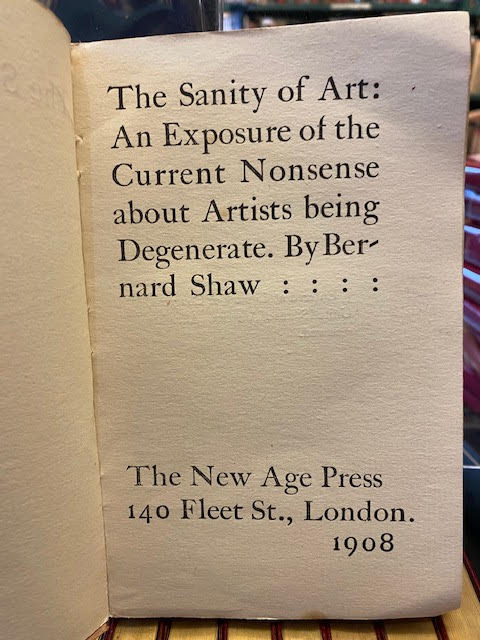 The Sanity of Art:
An Exposure of the
Current Nonsense
about Artists being
Degenerate. By Ber-
nard Shaw : : : :
The New Age Press
140 Fleet St., London.
1908